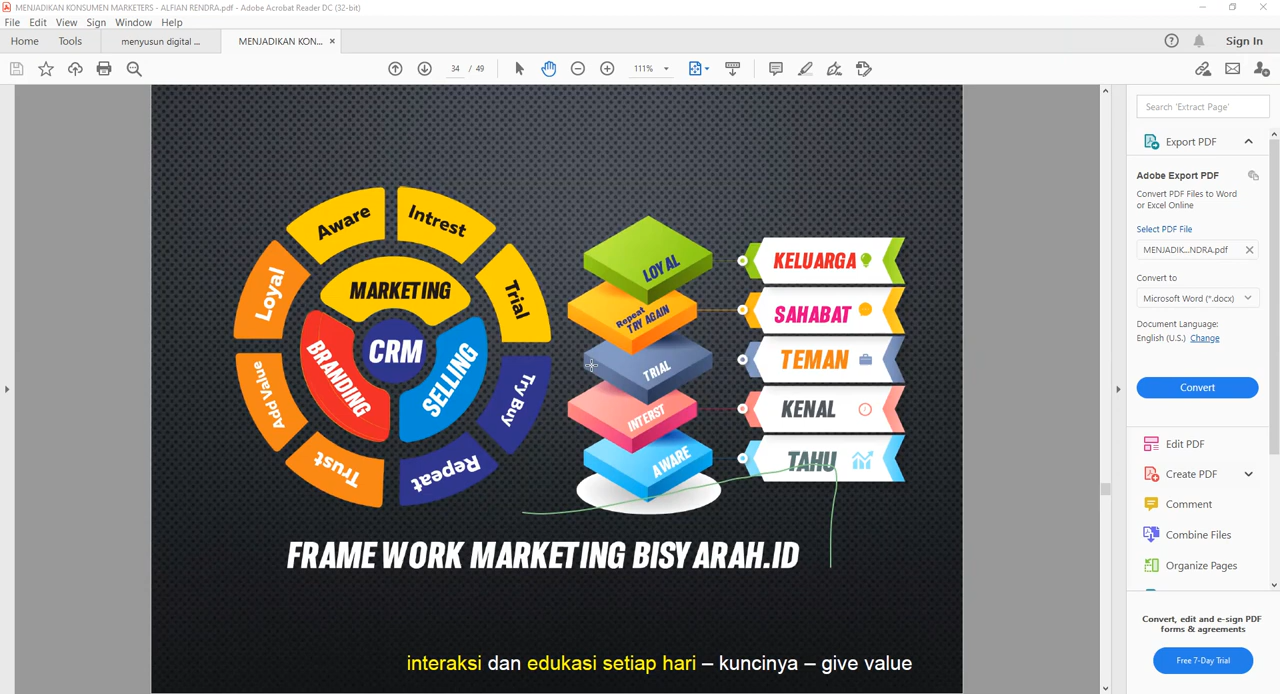 MENJADIKAN KONSUMEN MARKETERS - ALFIAN RENDRA.pdf - Adobe Acrobat Reader DC (32-bit)
File Edit View Sign Window Help
Home Tools menyusun digital ... MENJADIKAN KON... × Sign In
34 / 49 111%
Search 'Extract Page'
Export PDF
Adobe Export PDF
Convert PDF Files to Word
or Excel Online
Select PDF File
MENJADIK...NDRA.pdf
Convert to
Microsoft Word (*.docx)
Document Language:
English (U.S.) Change
Convert
Edit PDF
Create PDF
Comment
Combine Files
Organize Pages
Convert, edit and e-sign PDF
forms & agreements
Free 7-Day Trial
Aware
Intrest
Trial
Try Buy
Repeat
Trust
Add Value
Loyal
MARKETING
SELLING
BRANDING
CRM
LOYAL
KELUARGA
Repeat
TRY AGAIN
SAHABAT
TRIAL
TEMAN
INTERST
KENAL
AWARE
TAHU
FRAME WORK MARKETING BISYARAH.ID
interaksi dan edukasi setiap hari – kuncinya – give value